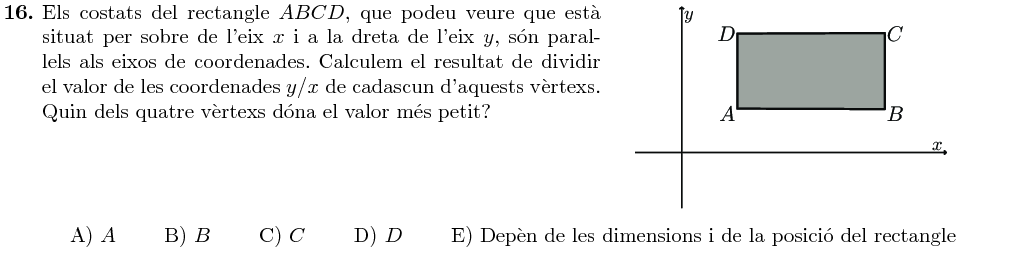 16. Els costats del rectangle ABCD, que podeu veure que està
situat per sobre de l'eix x i a la dreta de l'eix y, són paral-
lels als eixos de coordenades. Calculem el resultat de dividir
el valor de les coordenades y/x de cadascun d'aquests vèrtexs.
Quin dels quatre vèrtexs dóna el valor més petit?
y
D
C
A
B
x
A) A B) B C) C D) D E) Depèn de les dimensions i de la posició del rectangle